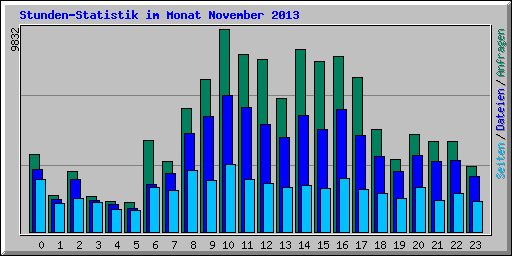 Stunden-Statistik im Monat November 2013
9832
Seiten / Dateien / Anfragen
0 1 2 3 4 5 6 7 8 9 10 11 12 13 14 15 16 17 18 19 20 21 22 23